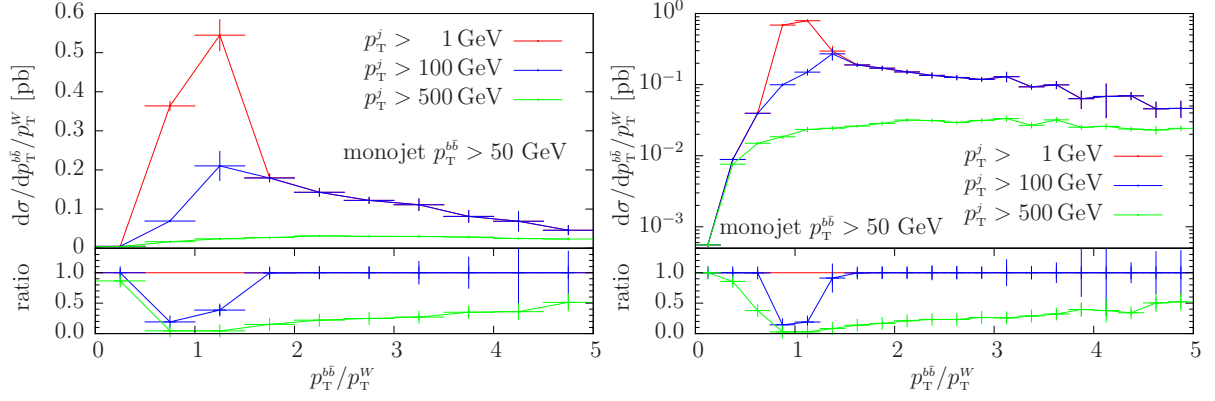 dσ/dp_T^{bb̄}/p_T^W [pb]
0.6
0.5
0.4
0.3
0.2
0.1
0
p_T^j > 1 GeV
p_T^j > 100 GeV
p_T^j > 500 GeV
monojet p_T^{bb̄} > 50 GeV
ratio
1.0
0.5
0.0
0 1 2 3 4 5
p_T^{bb̄}/p_T^W
dσ/dp_T^{bb̄}/p_T^W [pb]
10^0
10^{−1}
10^{−2}
10^{−3}
p_T^j > 1 GeV
p_T^j > 100 GeV
p_T^j > 500 GeV
monojet p_T^{bb̄} > 50 GeV
ratio
1.0
0.5
0.0
0 1 2 3 4 5
p_T^{bb̄}/p_T^W